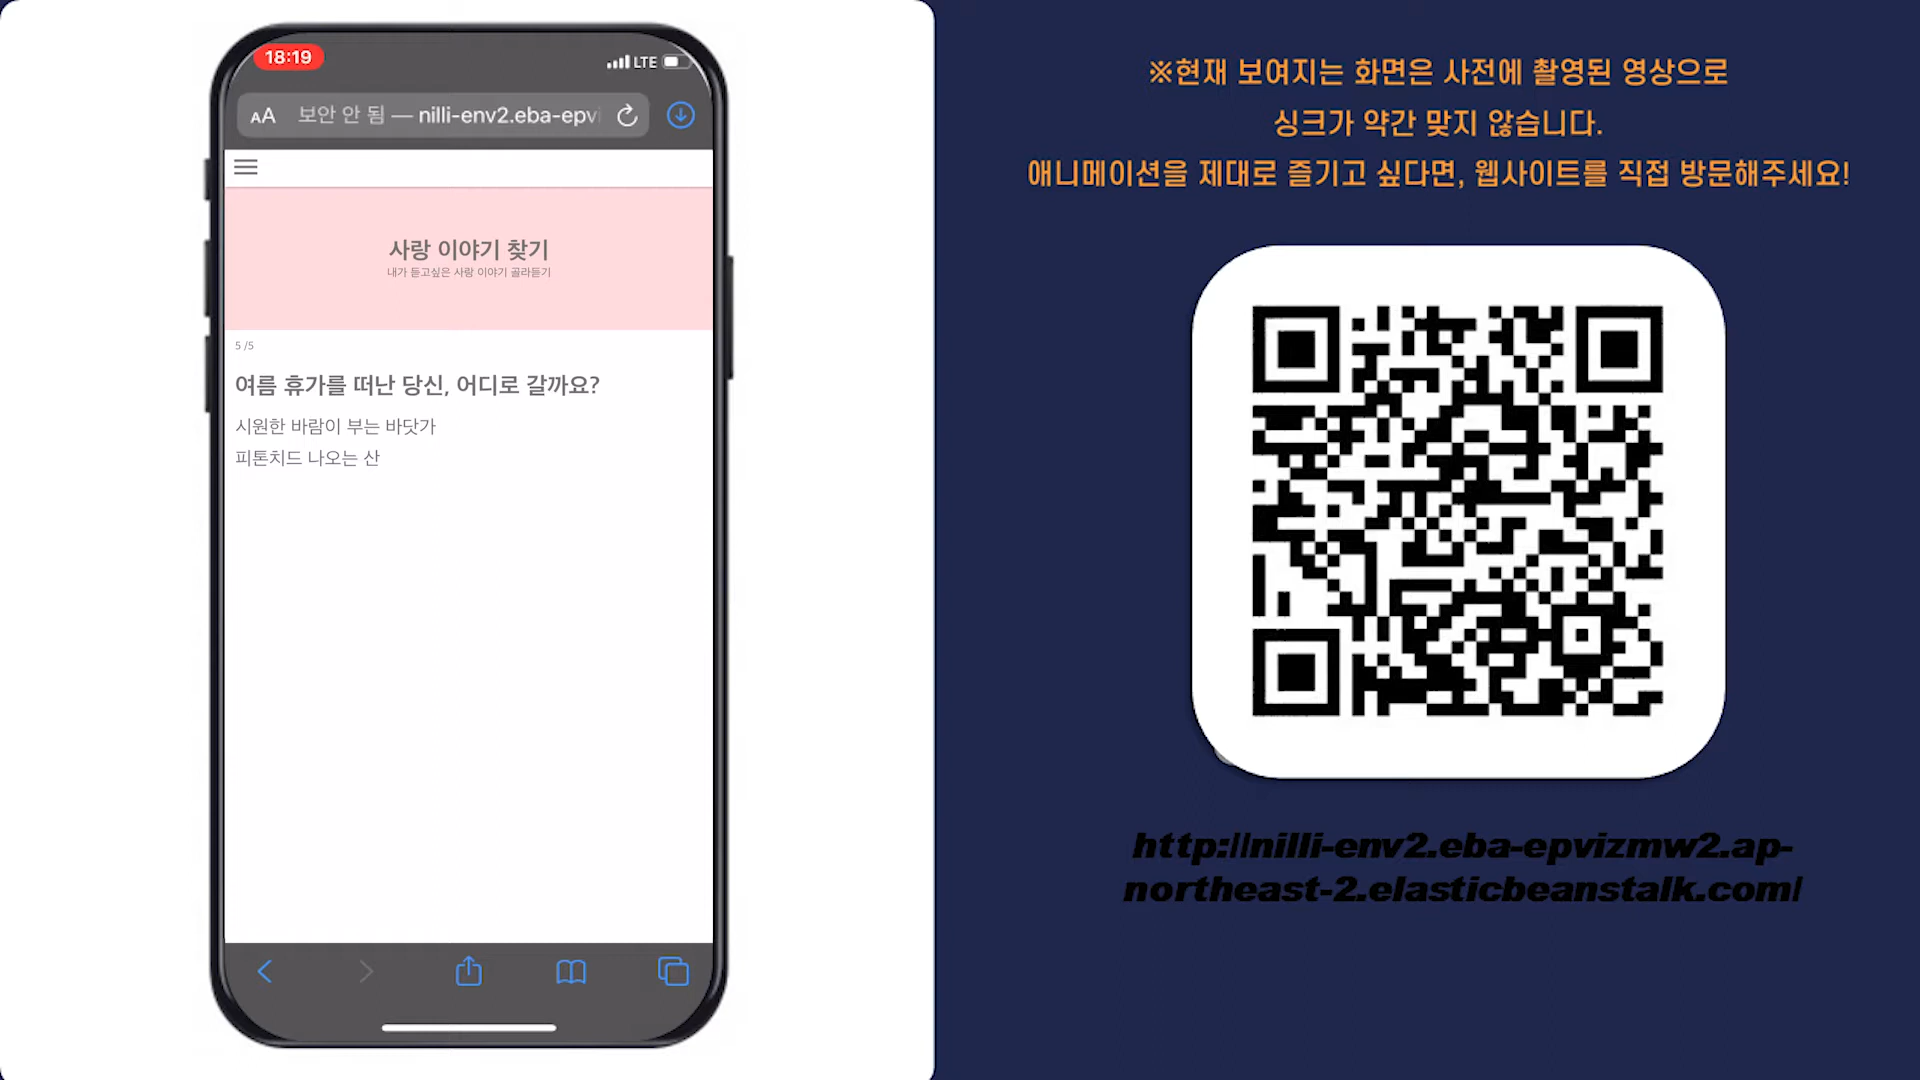 18:19
LTE
AA 보안 안 됨 — nilli-env2.eba-epvi
사랑 이야기 찾기
내가 듣고싶은 사랑 이야기 골라듣기
5 /5
여름 휴가를 떠난 당신, 어디로 갈까요?
시원한 바람이 부는 바닷가
피톤치드 나오는 산
※현재 보여지는 화면은 사전에 촬영된 영상으로
싱크가 약간 맞지 않습니다.
애니메이션을 제대로 즐기고 싶다면, 웹사이트를 직접 방문해주세요!
http://nilli-env2.eba-epvizmw2.ap-
northeast-2.elasticbeanstalk.com/